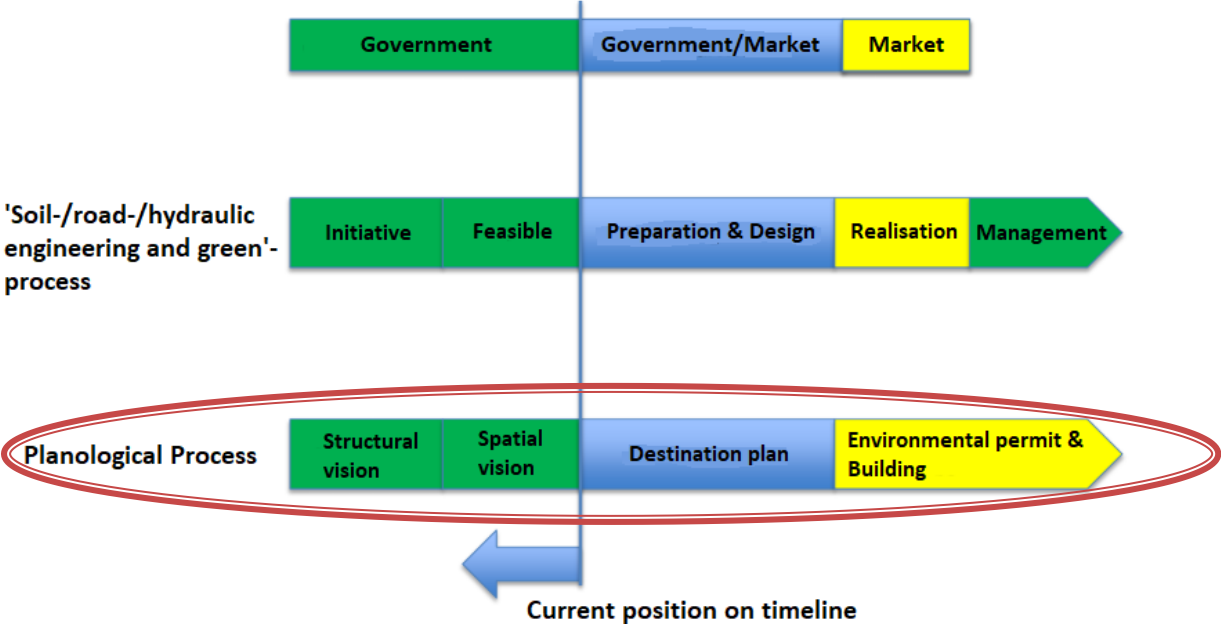 Government
Government/Market
Market
'Soil-/road-/hydraulic
engineering and green'-
process
Initiative
Feasible
Preparation & Design
Realisation
Management
Planological Process
Structural
vision
Spatial
vision
Destination plan
Environmental permit &
Building
Current position on timeline